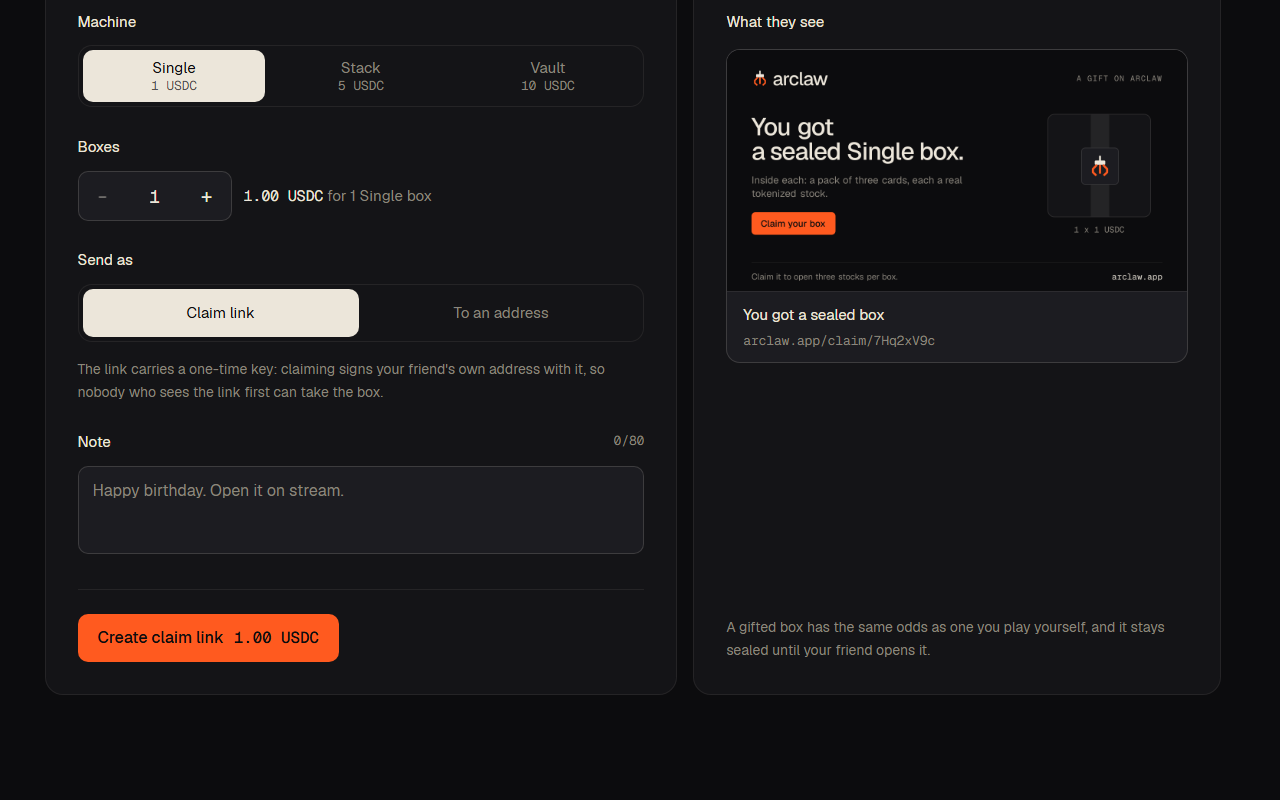 Machine
Single
1 USDC
Stack
5 USDC
Vault
10 USDC
Boxes
−
1
+
1.00 USDC for 1 Single box
Send as
Claim link
To an address
The link carries a one-time key: claiming signs your friend's own address with it, so
nobody who sees the link first can take the box.
Note
0/80
Happy birthday. Open it on stream.
Create claim link 1.00 USDC
What they see
arclaw
A GIFT ON ARCLAW
You got
a sealed Single box.
Inside each: a pack of three cards, each a real
tokenized stock.
Claim your box
1 x 1 USDC
Claim it to open three stocks per box.
arclaw.app
You got a sealed box
arclaw.app/claim/7Hq2xV9c
A gifted box has the same odds as one you play yourself, and it stays
sealed until your friend opens it.